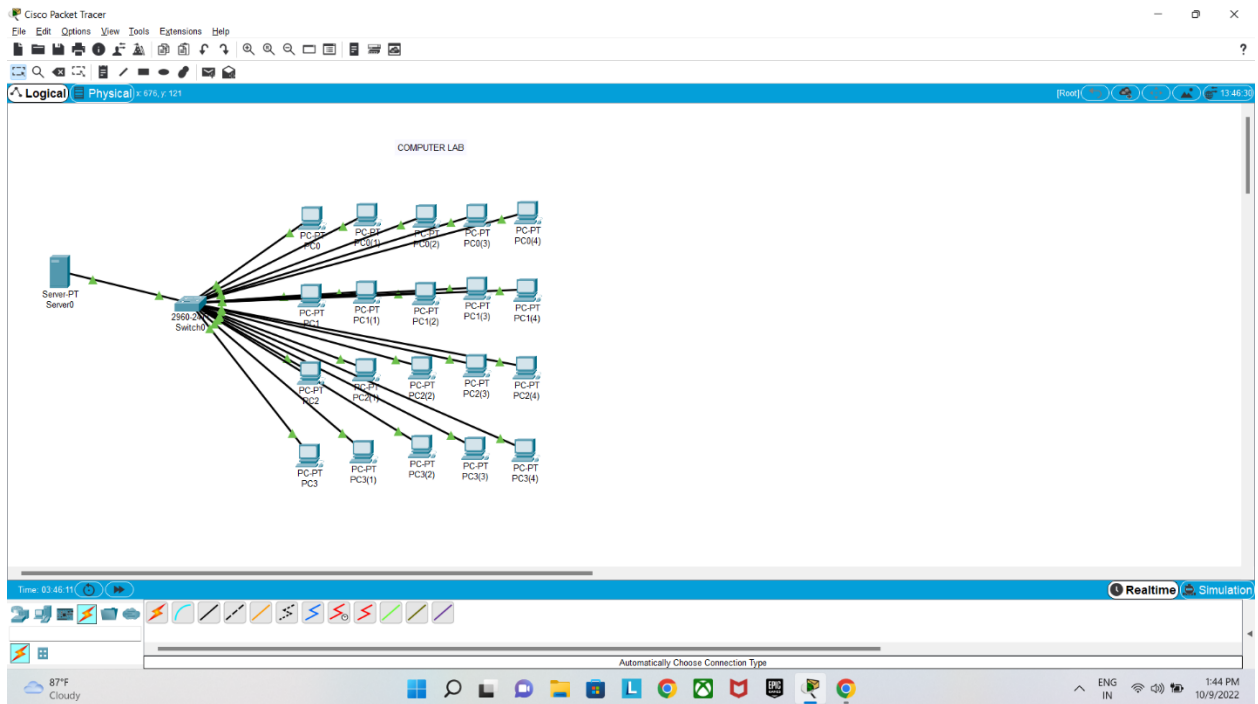 Cisco Packet Tracer
File Edit Options View Tools Extensions Help
?
Logical Physical x: 676, y: 121 [Root] 13:46:30
COMPUTER LAB
PC-PT PC-PT PC-PT PC-PT PC-PT
PC0 PC0(1) PC0(2) PC0(3) PC0(4)
Server-PT
Server0
2960-24
Switch0
PC-PT PC-PT PC-PT PC-PT PC-PT
PC1 PC1(1) PC1(2) PC1(3) PC1(4)
PC-PT PC-PT PC-PT PC-PT PC-PT
PC2 PC2(1) PC2(2) PC2(3) PC2(4)
PC-PT PC-PT PC-PT PC-PT PC-PT
PC3 PC3(1) PC3(2) PC3(3) PC3(4)
Time: 03:46:11 Realtime Simulation
Automatically Choose Connection Type
87°F
Cloudy
L
EPIC
ENG
IN
1:44 PM
10/9/2022